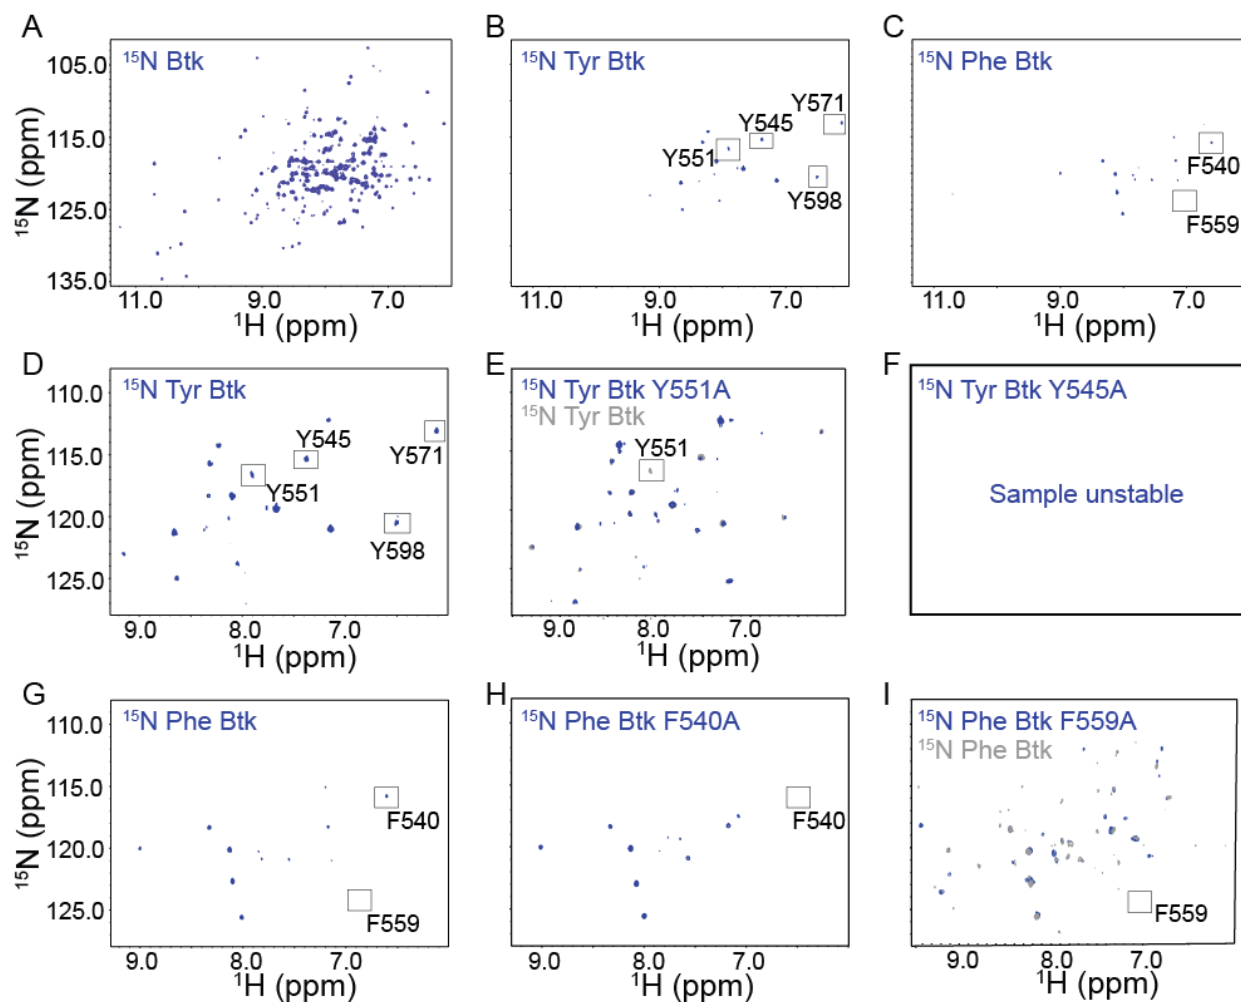 A
¹⁵N Btk
105.0
115.0
125.0
135.0
¹⁵N (ppm)
11.0 9.0 7.0
¹H (ppm)
B
¹⁵N Tyr Btk
Y571
Y545
Y551
Y598
11.0 9.0 7.0
¹H (ppm)
C
¹⁵N Phe Btk
F540
F559
11.0 9.0 7.0
¹H (ppm)
D
¹⁵N Tyr Btk
110.0
115.0
120.0
125.0
¹⁵N (ppm)
Y545
Y571
Y551
Y598
9.0 8.0 7.0
¹H (ppm)
E
¹⁵N Tyr Btk Y551A
¹⁵N Tyr Btk
Y551
9.0 8.0 7.0
¹H (ppm)
F
¹⁵N Tyr Btk Y545A
Sample unstable
G
¹⁵N Phe Btk
110.0
115.0
120.0
125.0
¹⁵N (ppm)
F540
F559
9.0 8.0 7.0
¹H (ppm)
H
¹⁵N Phe Btk F540A
F540
9.0 8.0 7.0
¹H (ppm)
I
¹⁵N Phe Btk F559A
¹⁵N Phe Btk
F559
9.0 8.0 7.0
¹H (ppm)